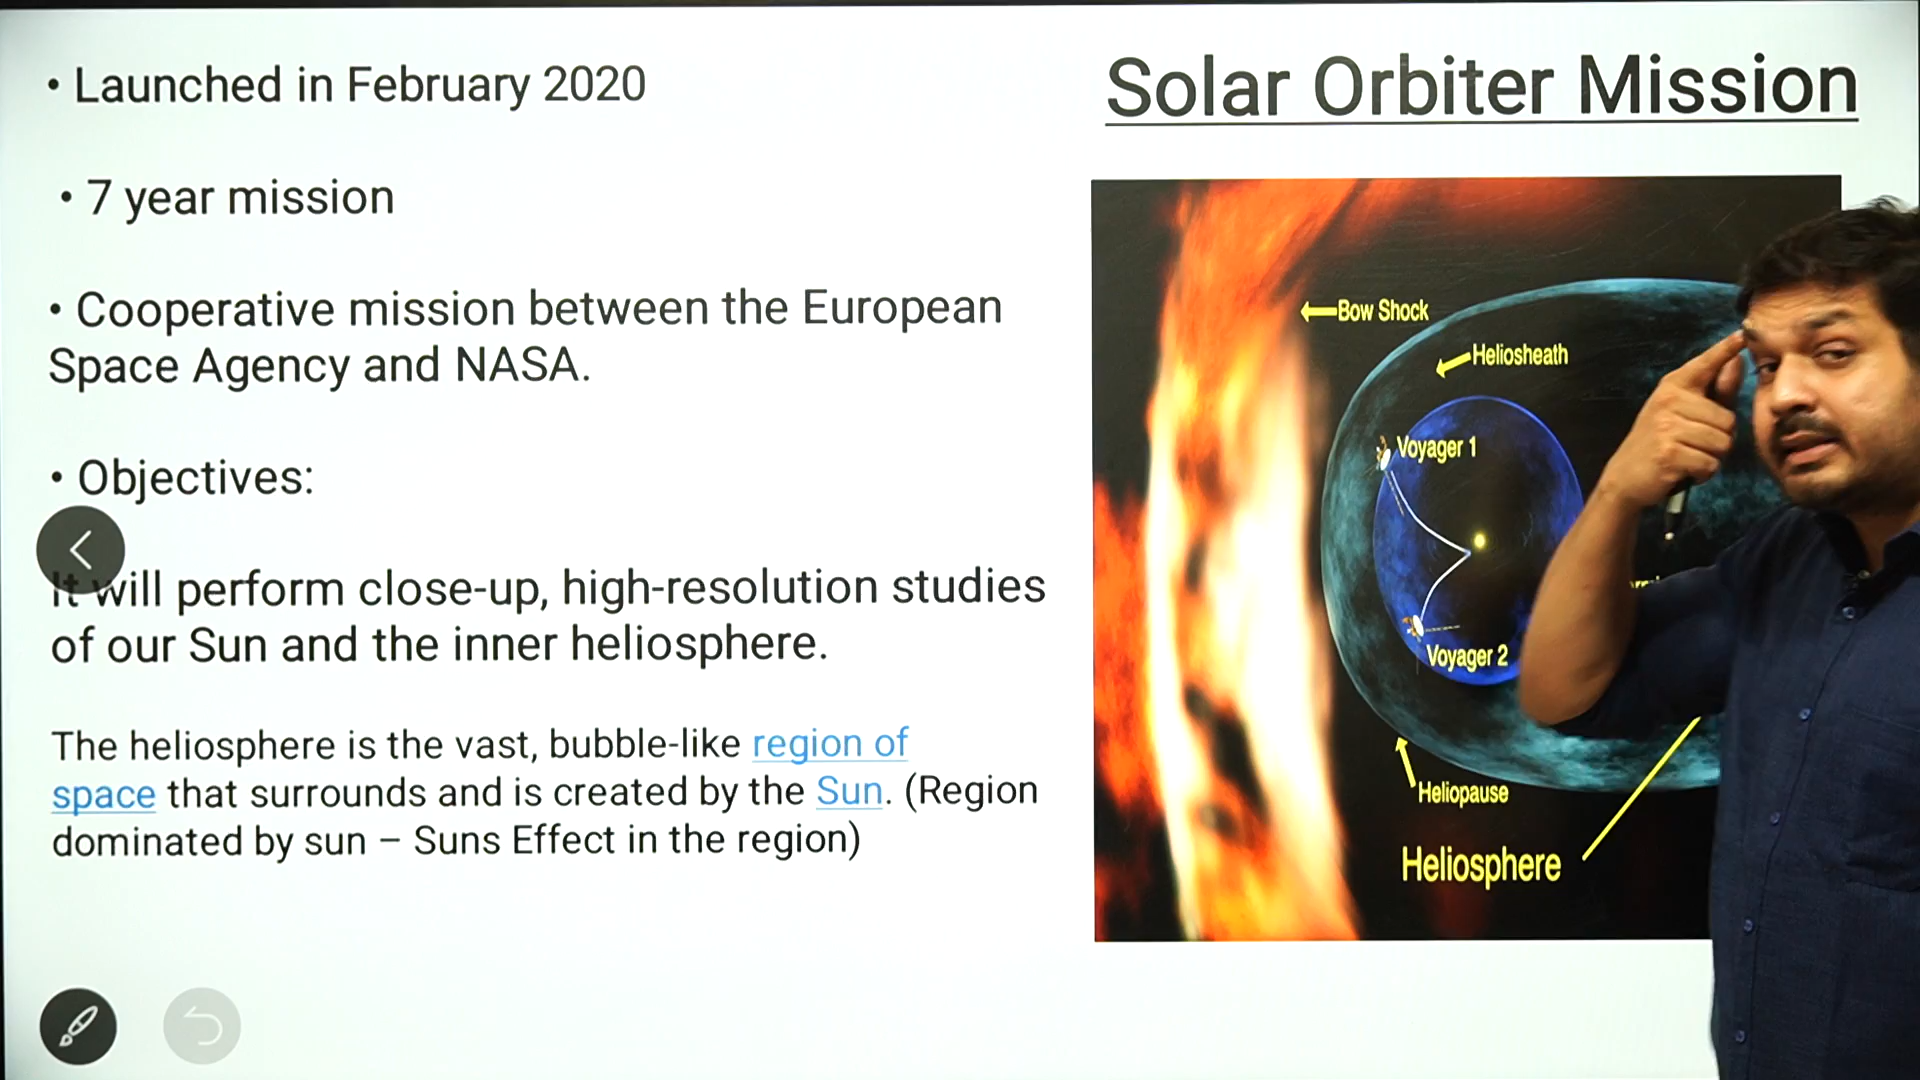 Solar Orbiter Mission
• Launched in February 2020
• 7 year mission
• Cooperative mission between the European
Space Agency and NASA.
• Objectives:
It will perform close-up, high-resolution studies
of our Sun and the inner heliosphere.
The heliosphere is the vast, bubble-like region of
space that surrounds and is created by the Sun. (Region
dominated by sun – Suns Effect in the region)
Bow Shock
Heliosheath
Voyager 1
Voyager 2
Heliopause
Heliosphere